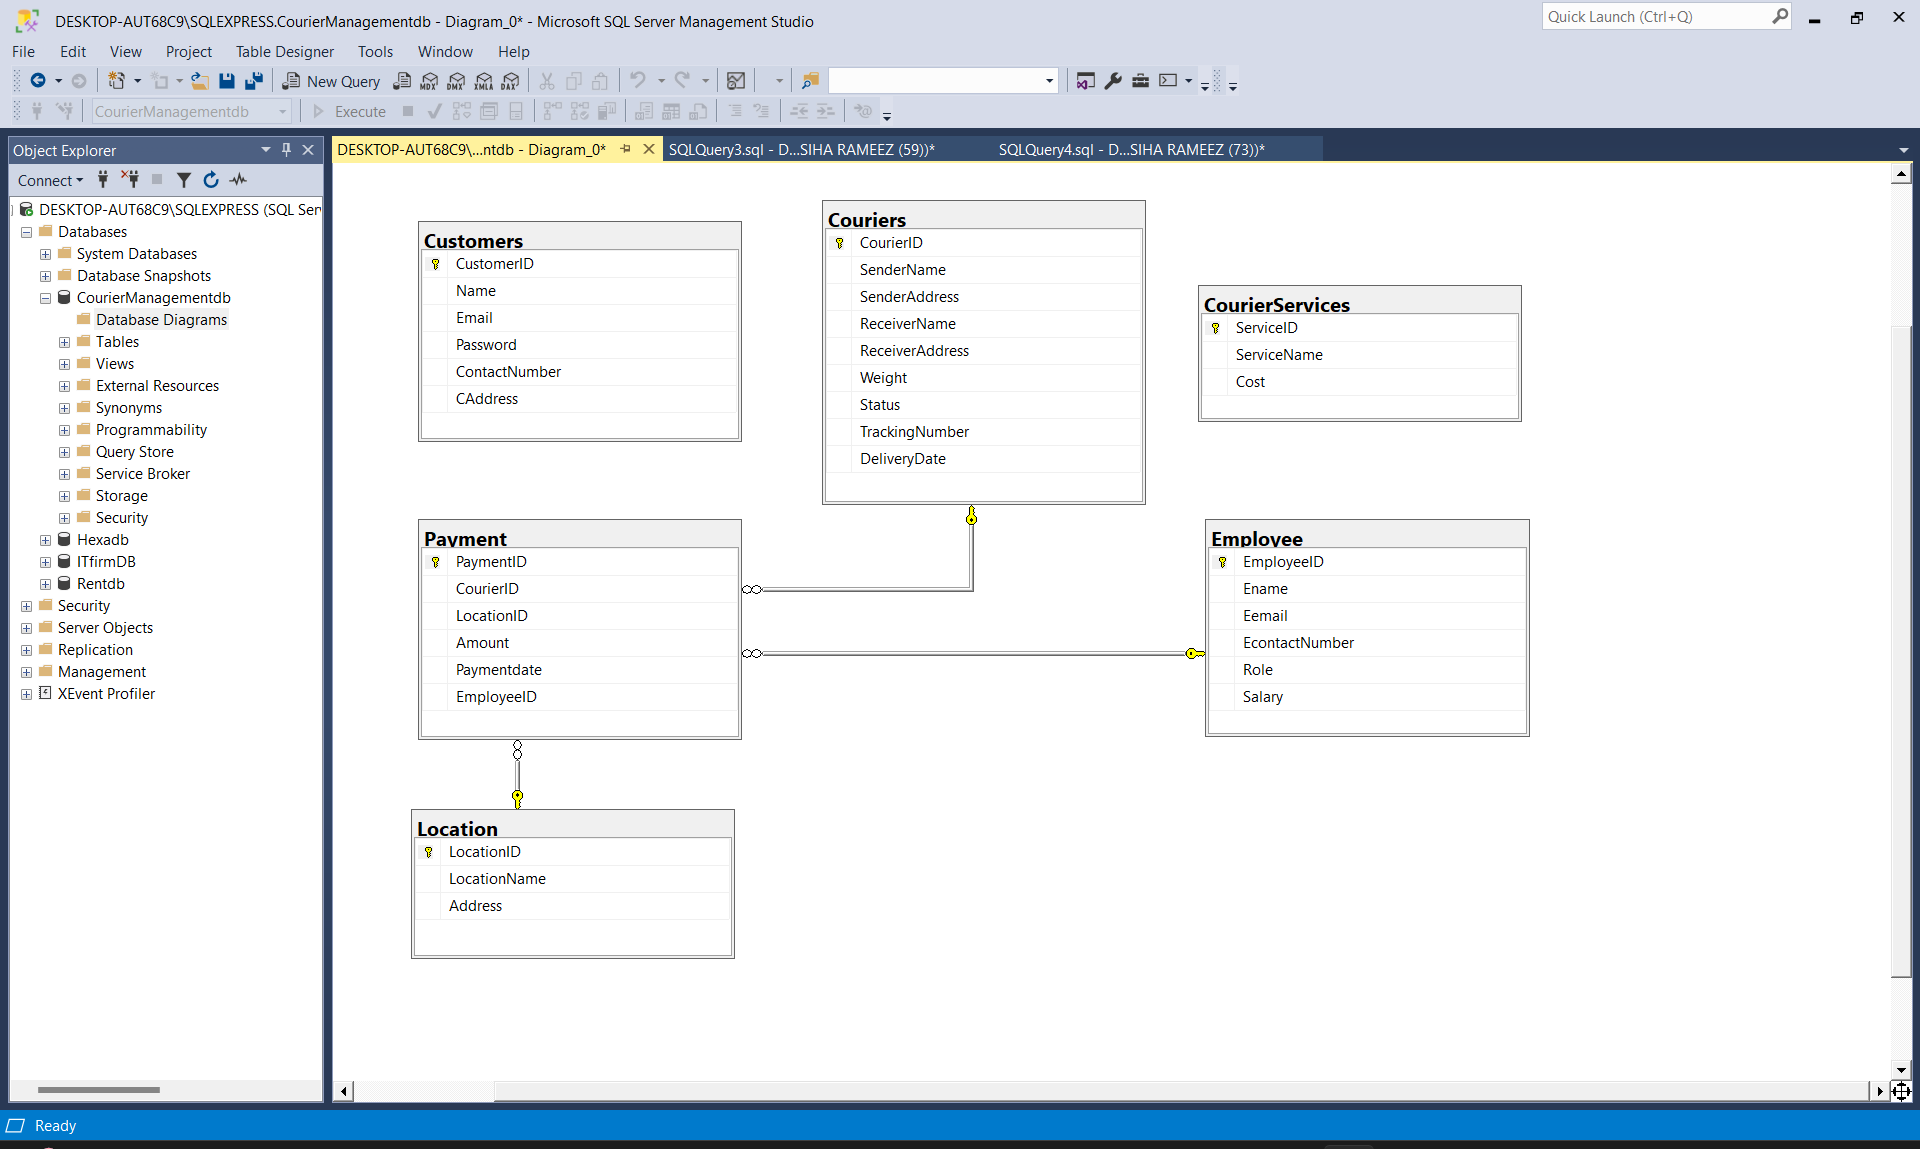 DESKTOP-AUT68C9\SQLEXPRESS.CourierManagementdb - Diagram_0* - Microsoft SQL Server Management Studio
Quick Launch (Ctrl+Q)
File Edit View Project Table Designer Tools Window Help
New Query MDX DMX XMLA DAX
CourierManagementdb Execute
Object Explorer
DESKTOP-AUT68C9\...ntdb - Diagram_0* SQLQuery3.sql - D...SIHA RAMEEZ (59))* SQLQuery4.sql - D...SIHA RAMEEZ (73))*
Connect
DESKTOP-AUT68C9\SQLEXPRESS (SQL Ser
Databases
System Databases
Database Snapshots
CourierManagementdb
Database Diagrams
Tables
Views
External Resources
Synonyms
Programmability
Query Store
Service Broker
Storage
Security
Hexadb
ITfirmDB
Rentdb
Security
Server Objects
Replication
Management
XEvent Profiler
Customers
CustomerID
Name
Email
Password
ContactNumber
CAddress
Couriers
CourierID
SenderName
SenderAddress
ReceiverName
ReceiverAddress
Weight
Status
TrackingNumber
DeliveryDate
CourierServices
ServiceID
ServiceName
Cost
Payment
PaymentID
CourierID
LocationID
Amount
Paymentdate
EmployeeID
Employee
EmployeeID
Ename
Eemail
EcontactNumber
Role
Salary
Location
LocationID
LocationName
Address
Ready